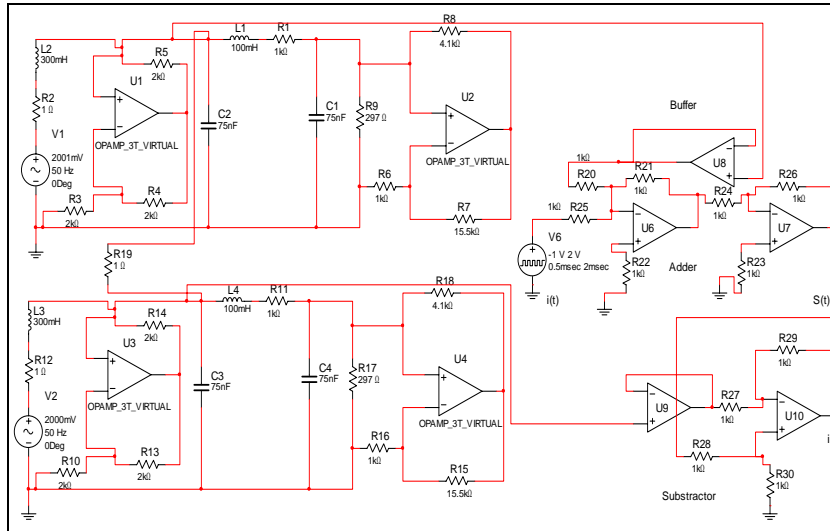 L2
300mH
R2
1 Ω
V1
2001mV
50 Hz
0Deg
R3
2kΩ
R5
2kΩ
U1
OPAMP_3T_VIRTUAL
R4
2kΩ
C2
75nF
L1
100mH
R1
1kΩ
C1
75nF
R9
297 Ω
R8
4.1kΩ
U2
OPAMP_3T_VIRTUAL
R6
1kΩ
R7
15.5kΩ
Buffer
U8
1kΩ
R20
R21
1kΩ
1kΩ
R25
U6
R24
1kΩ
R26
1kΩ
U7
V6
-1 V 2 V
0.5msec 2msec
i(t)
R22
1kΩ
Adder
R23
1kΩ
S(t)
R19
1 Ω
L3
300mH
R12
1 Ω
V2
2000mV
50 Hz
0Deg
R10
2kΩ
R14
2kΩ
U3
OPAMP_3T_VIRTUAL
R13
2kΩ
C3
75nF
L4
100mH
R11
1kΩ
C4
75nF
R17
297 Ω
R18
4.1kΩ
U4
OPAMP_3T_VIRTUAL
R16
1kΩ
R15
15.5kΩ
U9
R27
1kΩ
R29
1kΩ
U10
R28
1kΩ
R30
1kΩ
i
Substractor